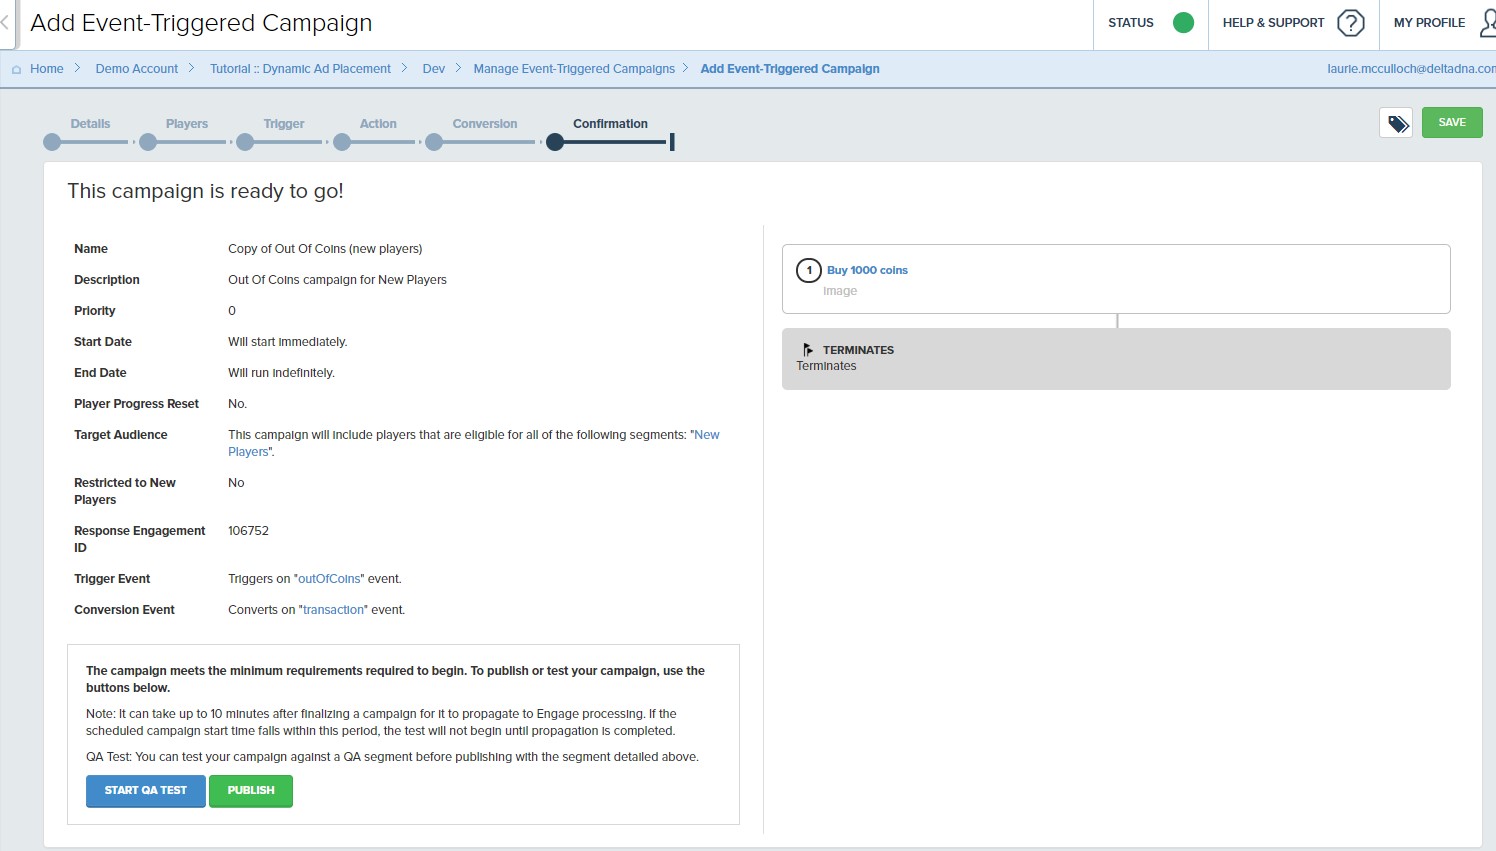 Add Event-Triggered Campaign
STATUS
HELP & SUPPORT ?
MY PROFILE
Home > Demo Account > Tutorial :: Dynamic Ad Placement > Dev > Manage Event-Triggered Campaigns > Add Event-Triggered Campaign
laurie.mcculloch@deltadna.com
Details Players Trigger Action Conversion Confirmation
SAVE
This campaign is ready to go!
Name Copy of Out Of Coins (new players)
Description Out Of Coins campaign for New Players
Priority 0
Start Date Will start immediately.
End Date Will run indefinitely.
Player Progress Reset No.
Target Audience This campaign will include players that are eligible for all of the following segments: "New
Players".
Restricted to New No
Players
Response Engagement 106752
ID
Trigger Event Triggers on "outOfCoins" event.
Conversion Event Converts on "transaction" event.
The campaign meets the minimum requirements required to begin. To publish or test your campaign, use the
buttons below.
Note: It can take up to 10 minutes after finalizing a campaign for it to propagate to Engage processing. If the
scheduled campaign start time falls within this period, the test will not begin until propagation is completed.
QA Test: You can test your campaign against a QA segment before publishing with the segment detailed above.
START QA TEST
PUBLISH
1 Buy 1000 coins
Image
TERMINATES
Terminates